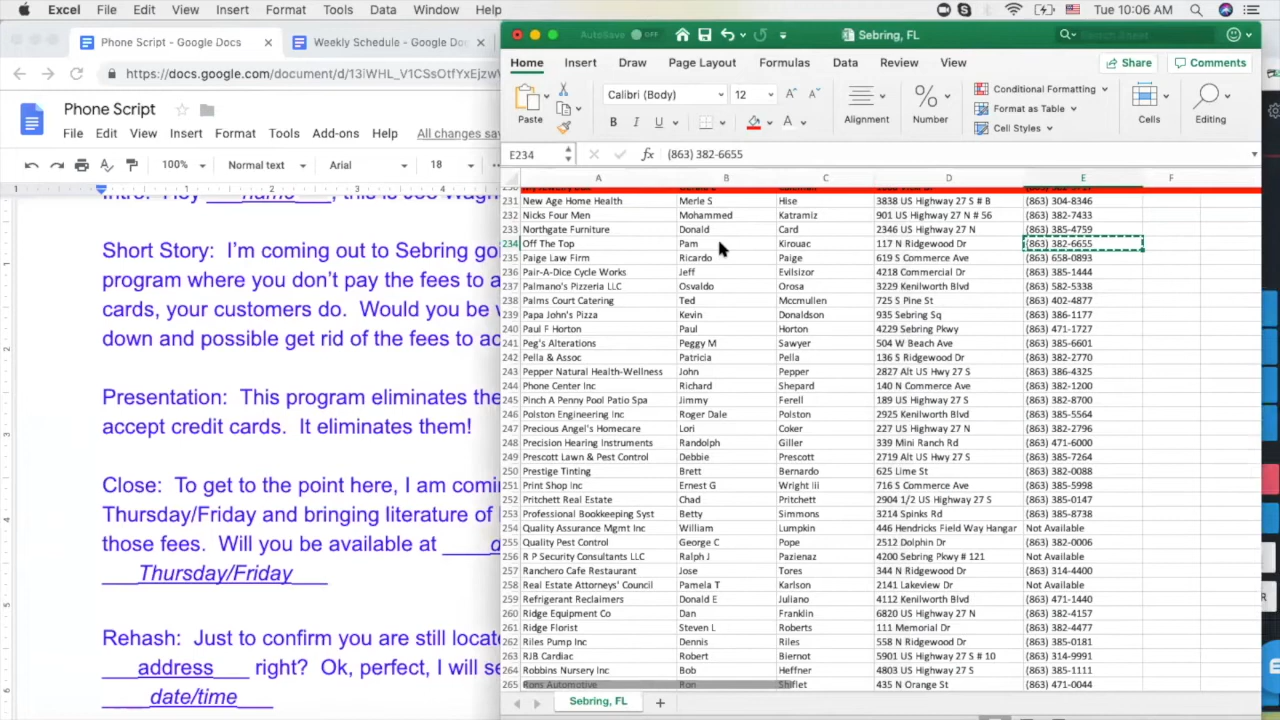 Excel File Edit View Insert Format Tools Data Window Help Tue 10:06 AM
Phone Script - Google Docs
Weekly Schedule - Google Do
https://docs.google.com/document/d/13
Phone Script
File Edit View Insert Format Tools Add-ons Help All changes sav
100% Normal text Arial 18
Short Story: I'm coming out to Sebring goi
program where you don't pay the fees to a
cards, your customers do. Would you be
down and possible get rid of the fees to ac
Presentation: This program eliminates the
accept credit cards. It eliminates them!
Close: To get to the point here, I am comi
Thursday/Friday and bringing literature of
those fees. Will you be available at
Thursday/Friday
Rehash: Just to confirm you are still locate
address right? Ok, perfect, I will se
date/time
AutoSave OFF Sebring, FL Search Sheet
Home Insert Draw Page Layout Formulas Data Review View Share Comments
Paste Calibri (Body) 12 Alignment Number Conditional Formatting Format as Table Cell Styles Cells Editing
E234 fx (863) 382-6655
A B C D E F
231 New Age Home Health Merle S Hise 3838 US Highway 27 S # B (863) 304-8346
232 Nicks Four Men Mohammed Katramiz 901 US Highway 27 N # 56 (863) 382-7433
233 Northgate Furniture Donald Card 2346 US Highway 27 N (863) 385-4759
234 Off The Top Pam Kirouac 117 N Ridgewood Dr (863) 382-6655
235 Paige Law Firm Ricardo Paige 619 S Commerce Ave (863) 658-0893
236 Pair-A-Dice Cycle Works Jeff Evilsizor 4218 Commercial Dr (863) 385-1444
237 Palmano's Pizzeria LLC Osvaldo Orosa 3229 Kenilworth Blvd (863) 582-5338
238 Palms Court Catering Ted Mccmullen 725 S Pine St (863) 402-4877
239 Papa John's Pizza Kevin Donaldson 935 Sebring Sq (863) 386-1177
240 Paul F Horton Paul Horton 4229 Sebring Pkwy (863) 471-1727
241 Peg's Alterations Peggy M Sawyer 504 W Beach Ave (863) 385-6601
242 Pella & Assoc Patricia Pella 136 S Ridgewood Dr (863) 382-2770
243 Pepper Natural Health-Wellness John Pepper 2827 Alt US Hwy 27 S (863) 386-4325
244 Phone Center Inc Richard Shepard 140 N Commerce Ave (863) 382-1200
245 Pinch A Penny Pool Patio Spa Jimmy Ferell 189 US Highway 27 S (863) 382-8700
246 Polston Engineering Inc Roger Dale Polston 2925 Kenilworth Blvd (863) 385-5564
247 Precious Angel's Homecare Lori Coker 227 US Highway 27 N (863) 382-2796
248 Precision Hearing Instruments Randolph Giller 339 Mini Ranch Rd (863) 471-6000
249 Prescott Lawn & Pest Control Debbie Prescott 2719 Alt US Hwy 27 S (863) 385-7264
250 Prestige Tinting Brett Bernardo 625 Lime St (863) 382-0088
251 Print Shop Inc Ernest G Wright Iii 716 S Commerce Ave (863) 385-5998
252 Pritchett Real Estate Chad Pritchett 2904 1/2 US Highway 27 S (863) 385-0147
253 Professional Bookkeeping Syst Betty Simmons 3214 Spinks Rd (863) 385-8738
254 Quality Assurance Mgmt Inc William Lumpkin 446 Hendricks Field Way Hangar Not Available
255 Quality Pest Control George C Pope 2512 Dolphin Dr (863) 382-0006
256 R P Security Consultants LLC Ralph J Pazienaz 4200 Sebring Pkwy # 121 Not Available
257 Ranchero Cafe Restaurant Jose Tores 344 N Ridgewood Dr (863) 314-4400
258 Real Estate Attorneys' Council Pamela T Karlson 2141 Lakeview Dr Not Available
259 Refrigerant Reclaimers Donald E Juliano 4112 Kenilworth Blvd (863) 471-1440
260 Ridge Equipment Co Dan Franklin 6820 US Highway 27 N (863) 382-4157
261 Ridge Florist Steven L Roberts 111 Memorial Dr (863) 382-4477
262 Riles Pump Inc Dennis Riles 558 N Ridgewood Dr (863) 385-0181
263 RJB Cardiac Robert Biernot 5901 US Highway 27 S # 10 (863) 314-9991
264 Robbins Nursery Inc Bob Heffner 4803 US Highway 27 S (863) 385-1111
265 Rons Automotive Ron Shiflet 435 N Orange St (863) 471-0044
Sebring, FL